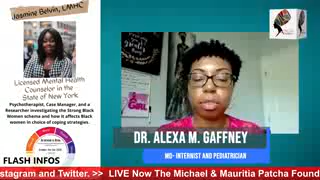 Jasmine Belvin, LMHC
Licensed Mental Health
Counselor in the
State of New York
Psychotherapist, Case Manager, and a
Researcher investigating the Strong Black
Women schema and how it affects Black
women in choice of coping strategies.
FLASH INFOS
DR. ALEXA M. GAFFNEY
MD- INTERNIST AND PEDIATRICIAN
stagram and Twitter. >> LIVE Now The Michael & Mauritia Patcha Found